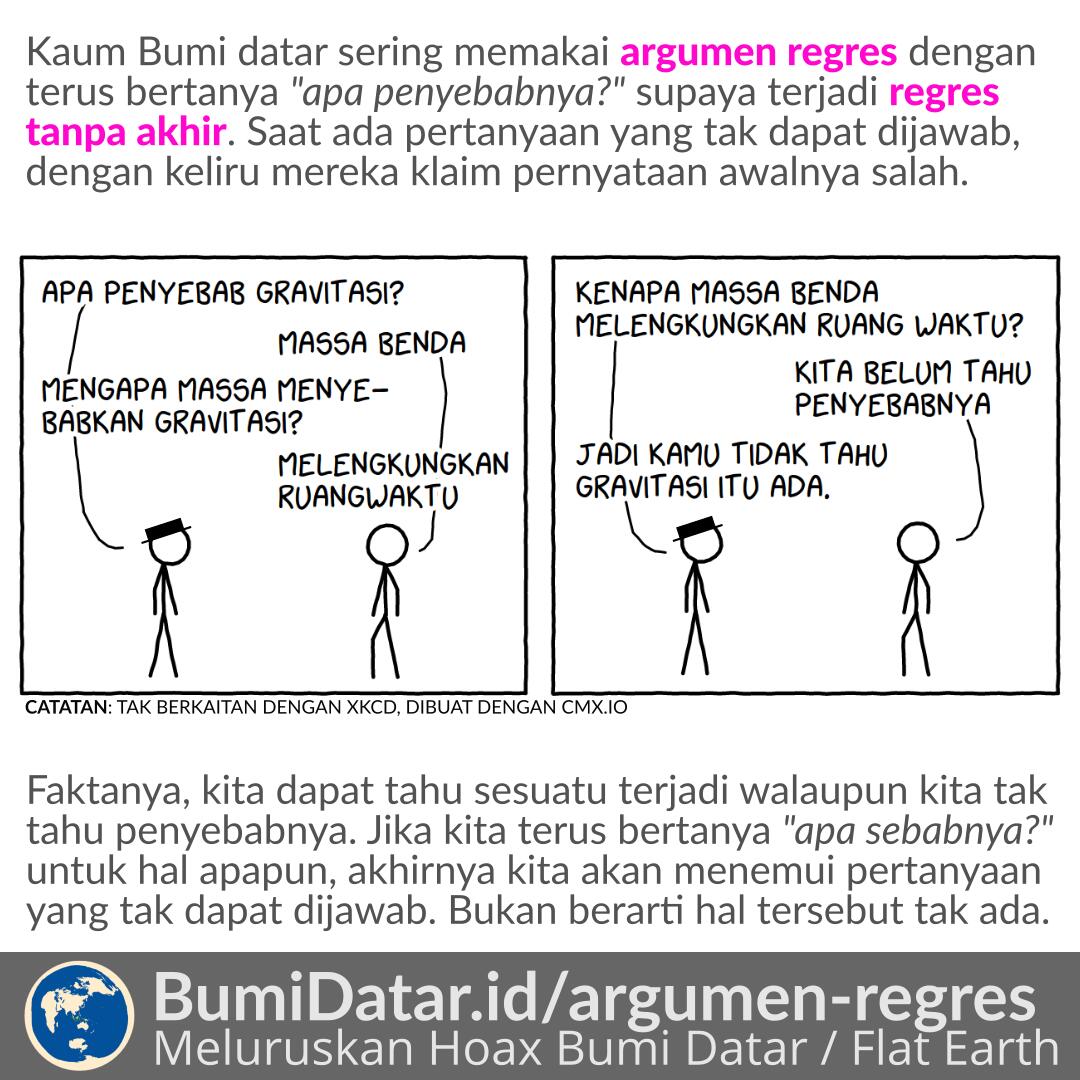 Kaum Bumi datar sering memakai argumen regres dengan
terus bertanya "apa penyebabnya?" supaya terjadi regres
tanpa akhir. Saat ada pertanyaan yang tak dapat dijawab,
dengan keliru mereka klaim pernyataan awalnya salah.
APA PENYEBAB GRAVITASI?
MASSA BENDA
MENGAPA MASSA MENYE-
BABKAN GRAVITASI?
MELENGKUNGKAN
RUANGWAKTU
KENAPA MASSA BENDA
MELENGKUNGKAN RUANG WAKTU?
KITA BELUM TAHU
PENYEBABNYA
JADI KAMU TIDAK TAHU
GRAVITASI ITU ADA.
CATATAN: TAK BERKAITAN DENGAN XKCD, DIBUAT DENGAN CMX.IO
Faktanya, kita dapat tahu sesuatu terjadi walaupun kita tak
tahu penyebabnya. Jika kita terus bertanya "apa sebabnya?"
untuk hal apapun, akhirnya kita akan menemui pertanyaan
yang tak dapat dijawab. Bukan berarti hal tersebut tak ada.
BumiDatar.id/argumen-regres
Meluruskan Hoax Bumi Datar / Flat Earth